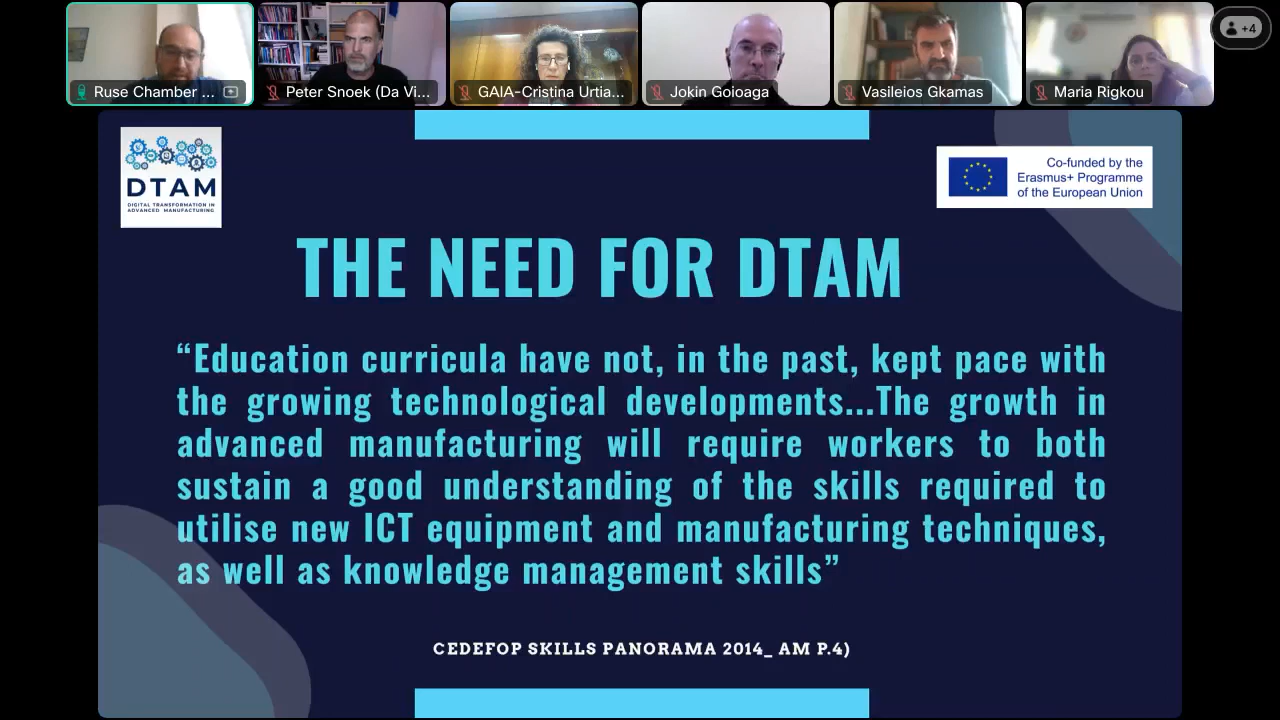 Ruse Chamber ...
Peter Snoek (Da Vi...
GAIA-Cristina Urtia...
Jokin Goioaga
Vasileios Gkamas
Maria Rigkou
+4
DTAM
DIGITAL TRANSFORMATION IN
ADVANCED MANUFACTURING
Co-funded by the
Erasmus+ Programme
of the European Union
THE NEED FOR DTAM
“Education curricula have not, in the past, kept pace with
the growing technological developments...The growth in
advanced manufacturing will require workers to both
sustain a good understanding of the skills required to
utilise new ICT equipment and manufacturing techniques,
as well as knowledge management skills”
CEDEFOP SKILLS PANORAMA 2014_ AM P.4)